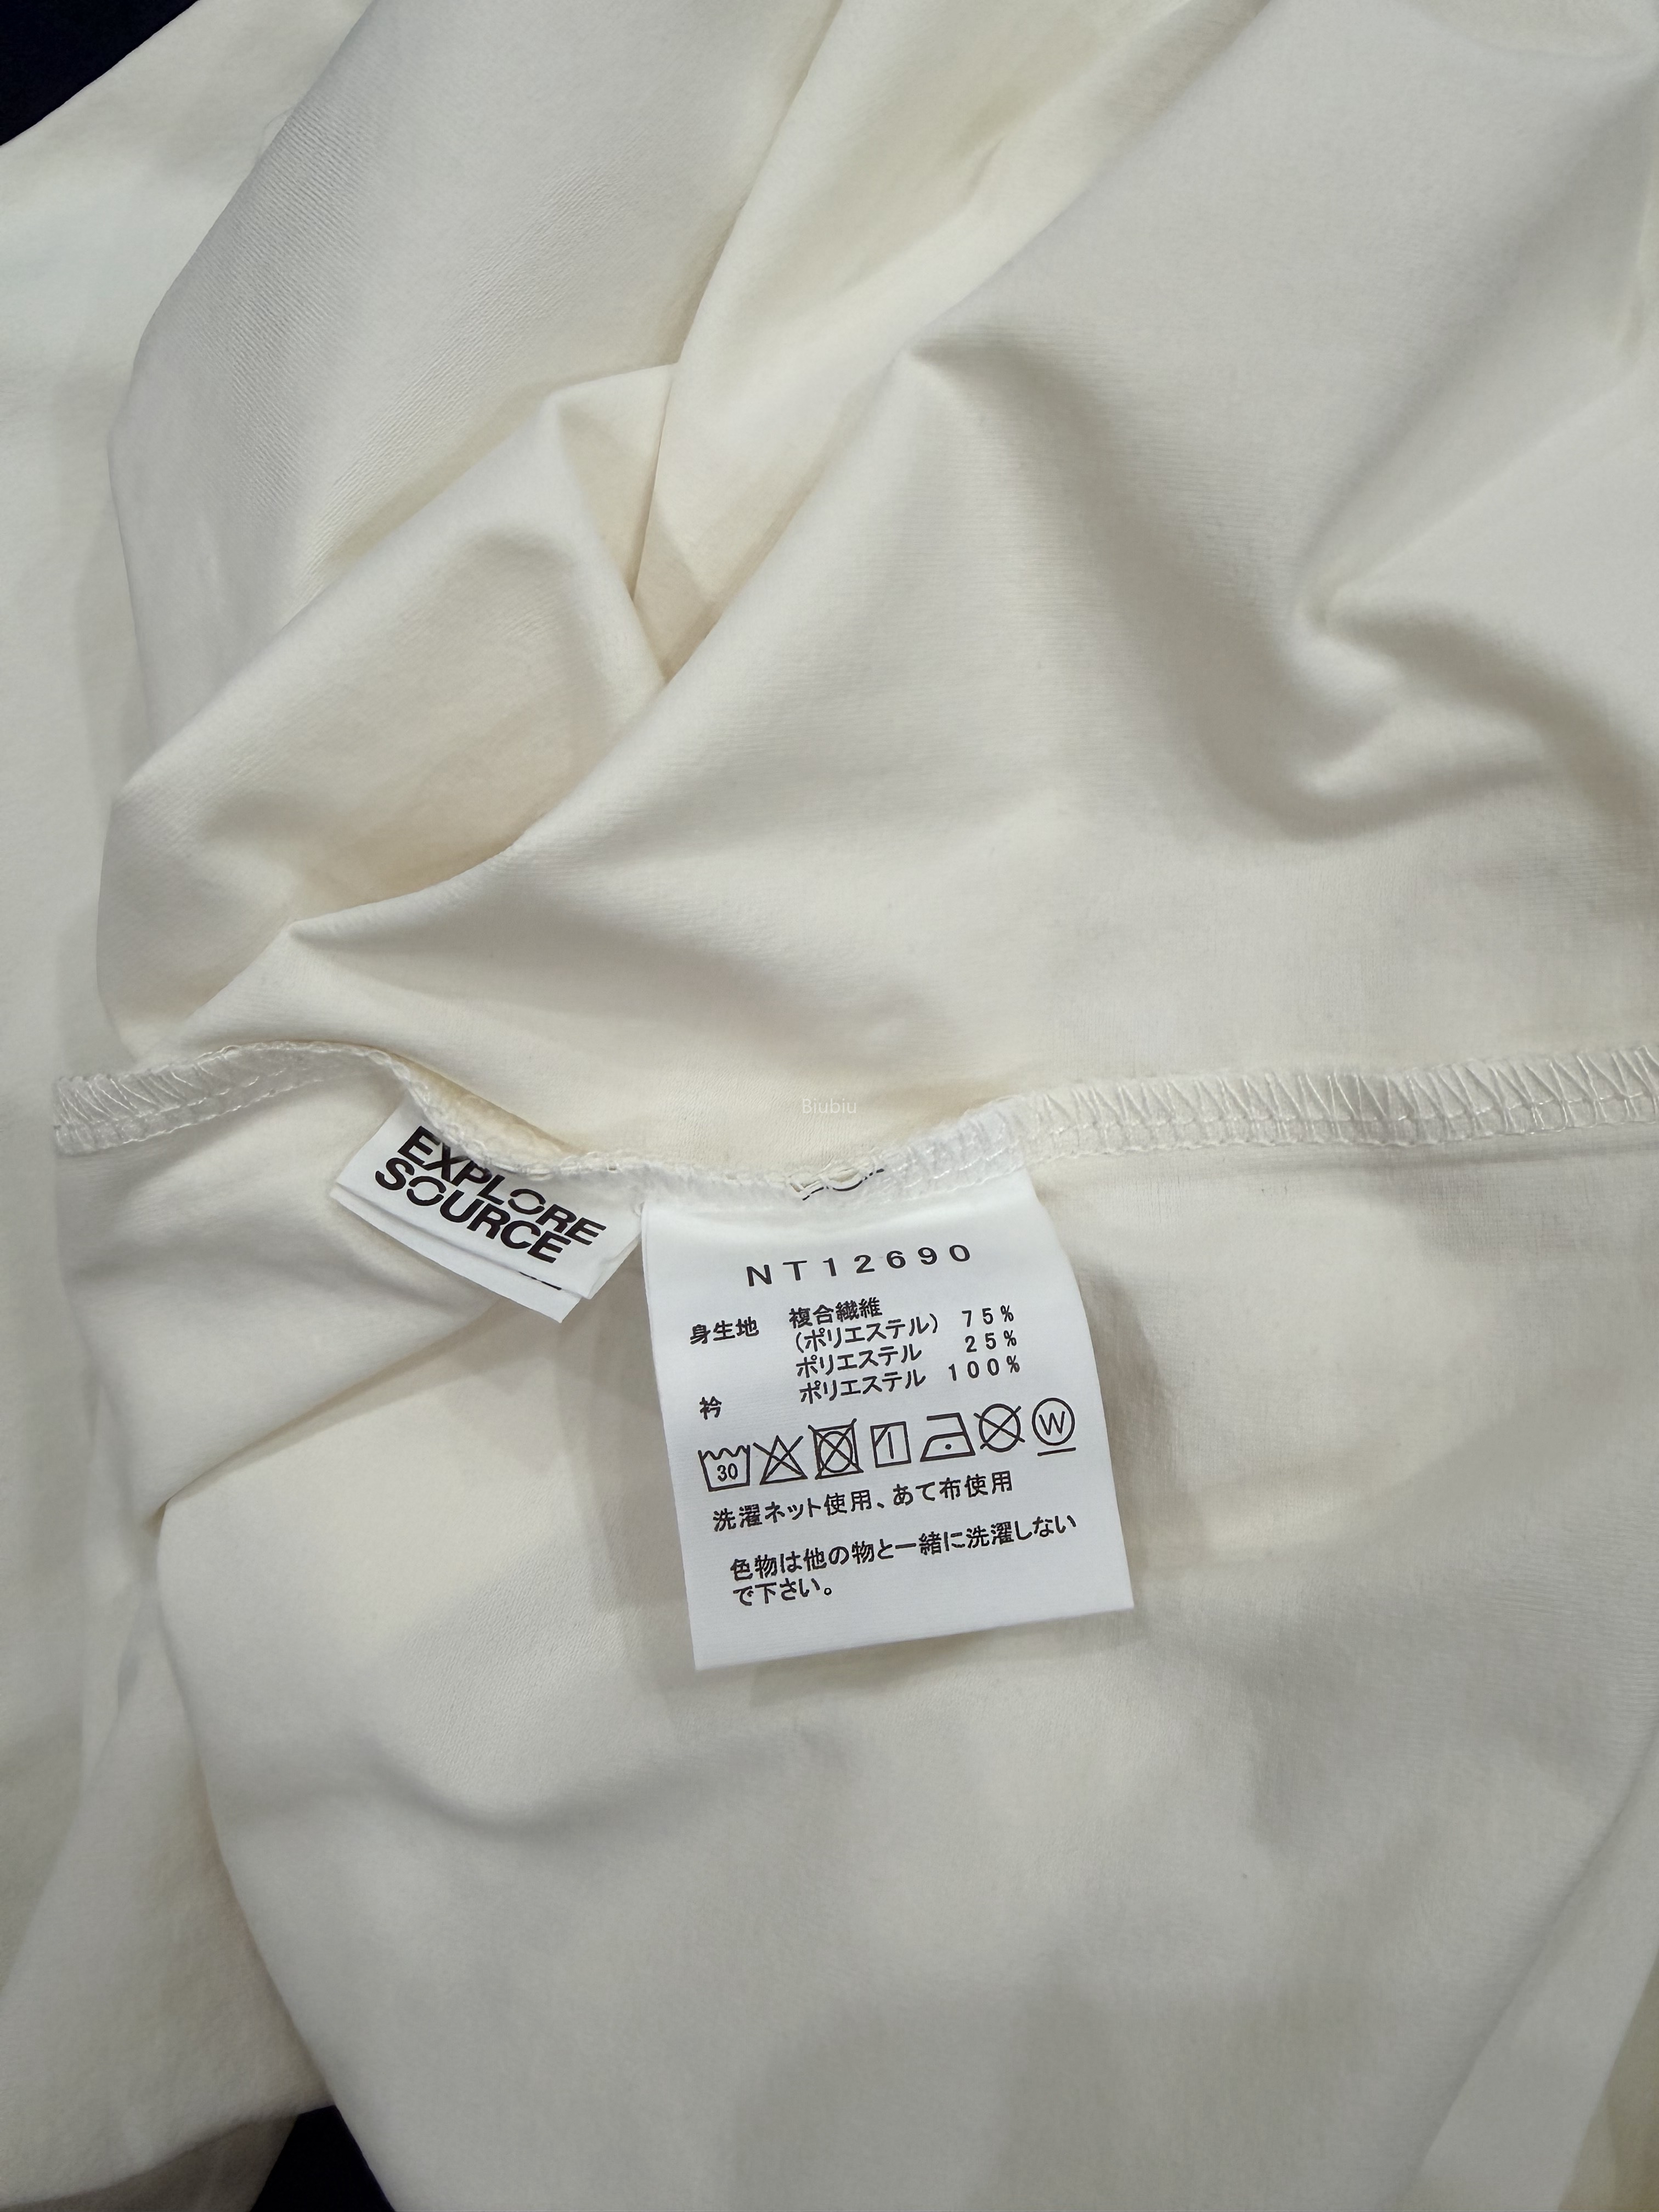 Biubiu
EXPLORE
SOURCE
NT12690
身生地 複合繊維
(ポリエステル) 75%
ポリエステル 25%
衿 ポリエステル 100%
30 W
洗濯ネット使用、あて布使用
色物は他の物と一緒に洗濯しない
で下さい。